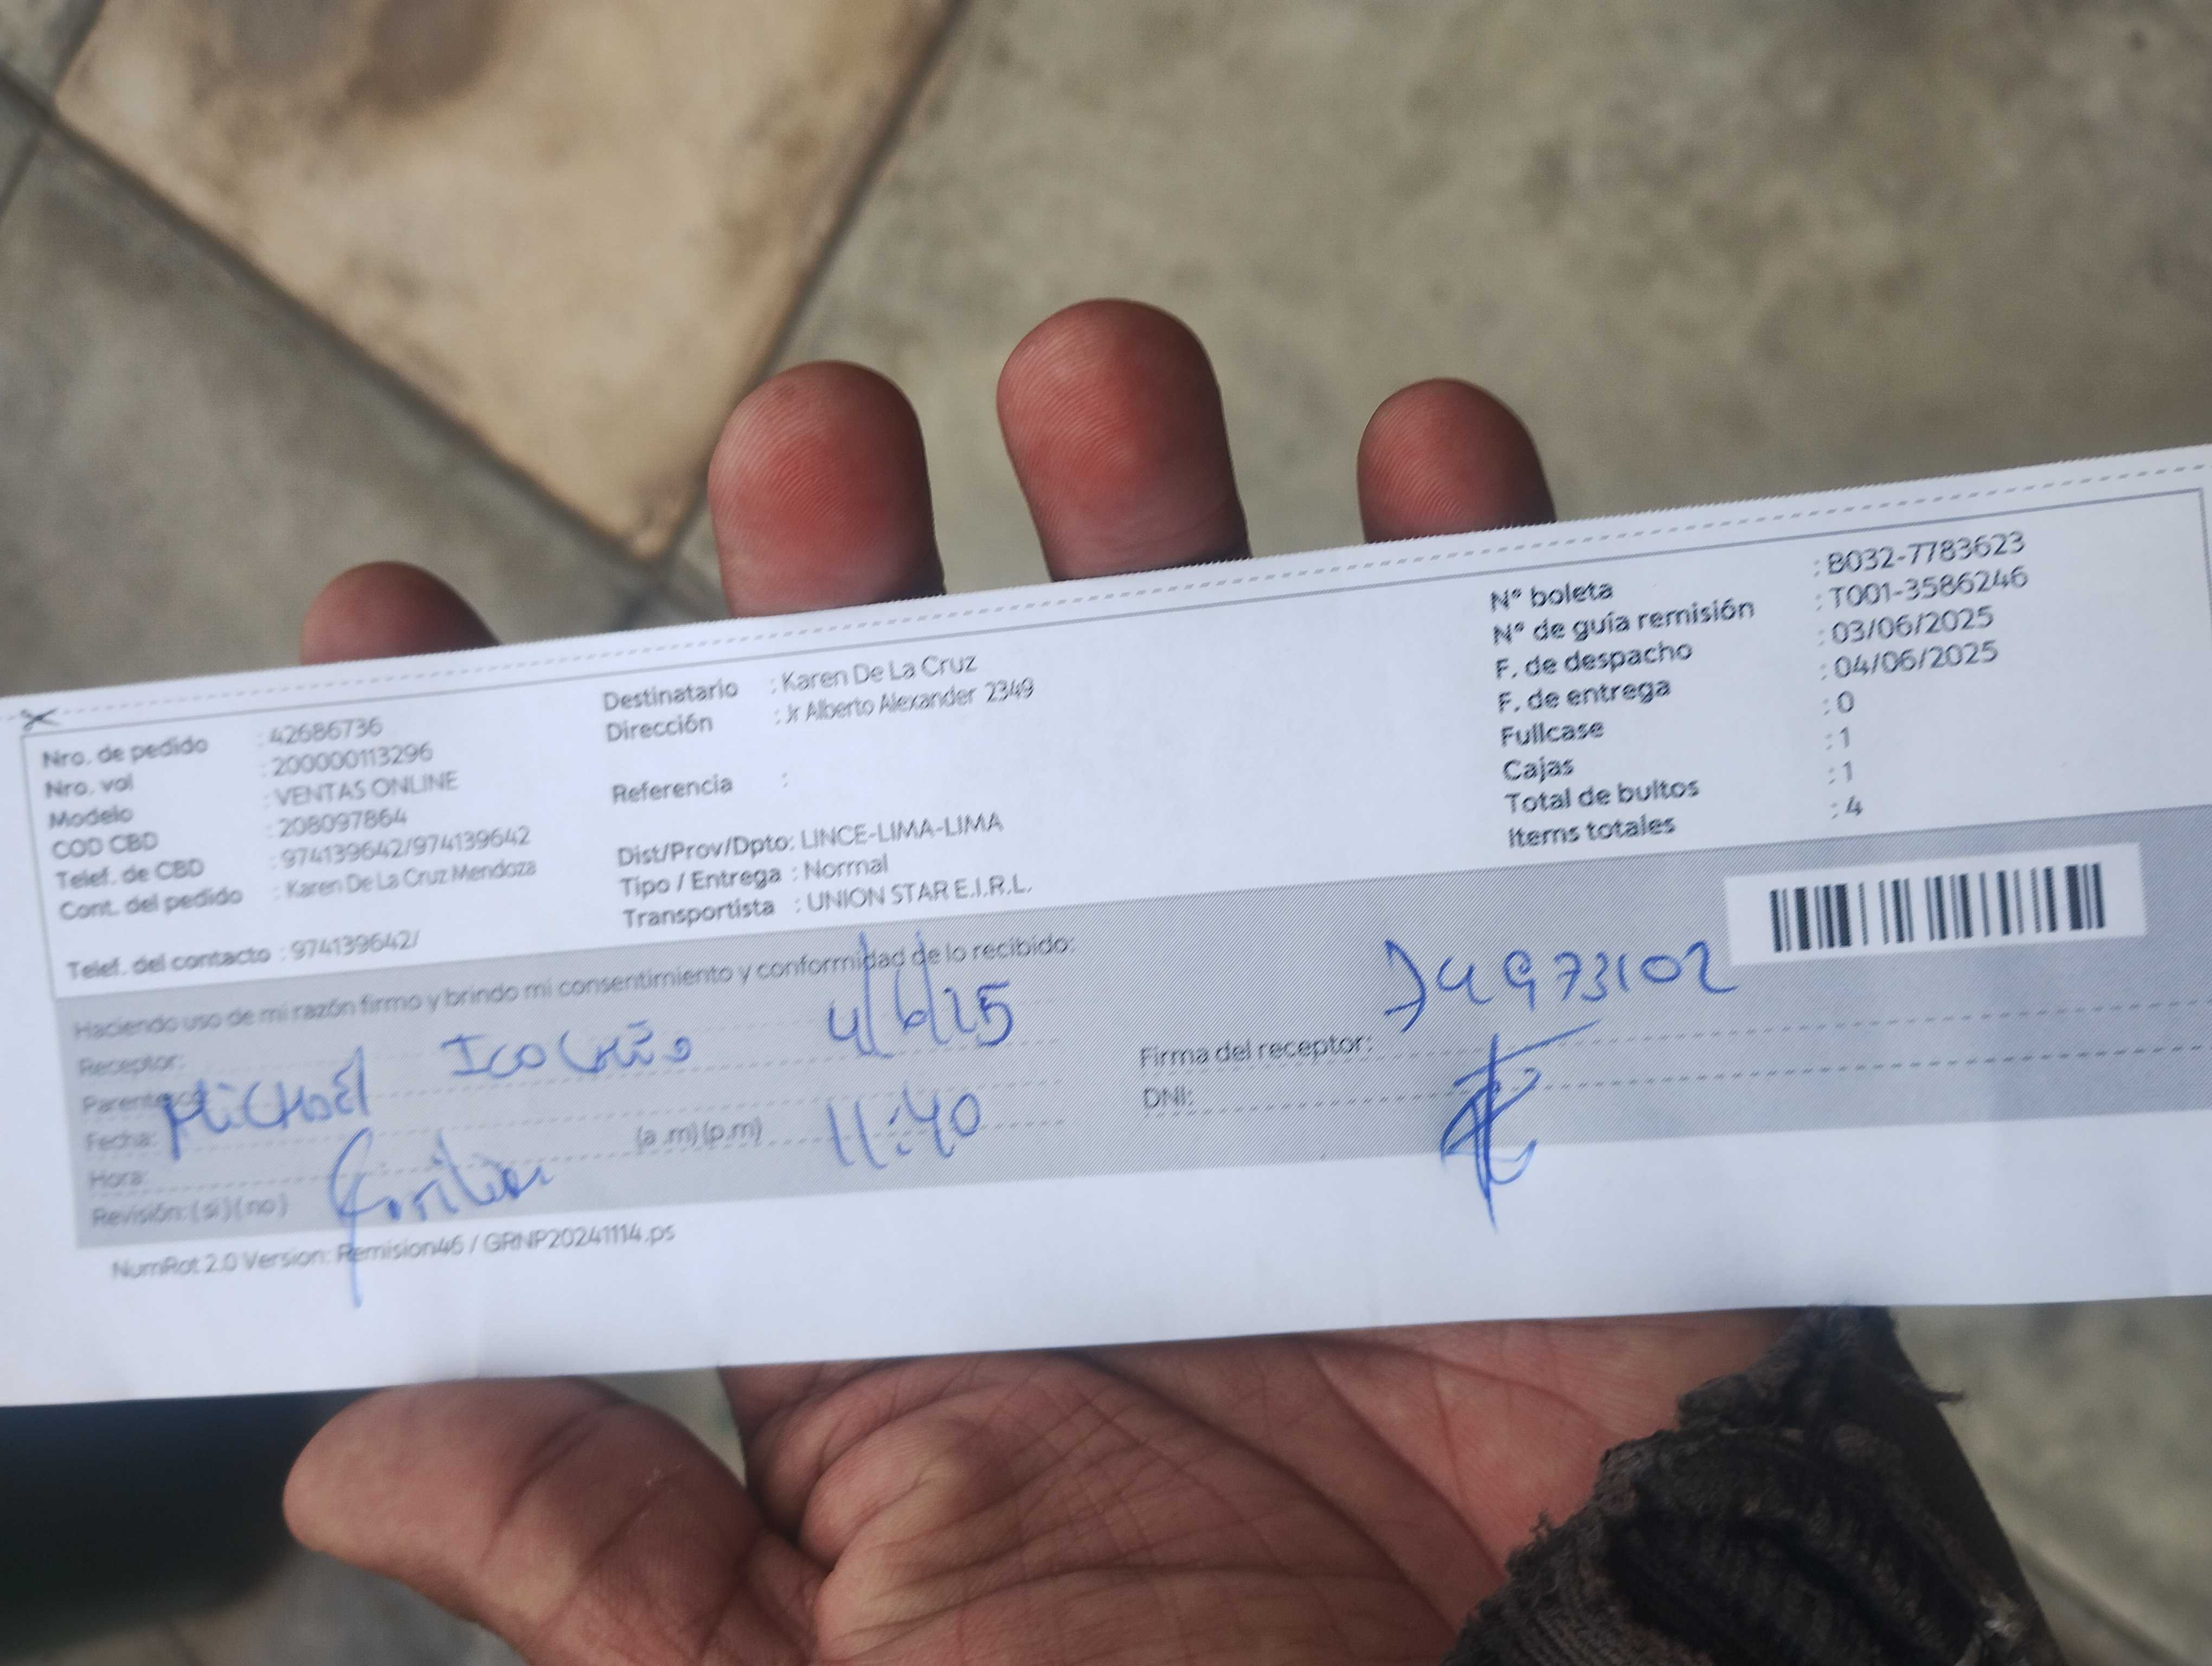 Nro. de pedido : 42686736
Nro. vol : 200000113296
Modelo : VENTAS ONLINE
COD CBD : 208097864
Telef. de CBD : 974139642/974139642
Cont. del pedido : Karen De La Cruz Mendoza
Telef. del contacto : 974139642/
Destinatario : Karen De La Cruz
Dirección : Jr Alberto Alexander 2349
Referencia :
Dist/Prov/Dpto: LINCE-LIMA-LIMA
Tipo / Entrega : Normal
Transportista : UNION STAR E.I.R.L.
N° boleta : B032-7783623
N° de guía remisión : T001-3586246
F. de despacho : 03/06/2025
F. de entrega : 04/06/2025
Fullcase : 0
Cajas : 1
Total de bultos : 1
Items totales : 4
Haciendo uso de mi razón firmo y brindo mi consentimiento y conformidad de lo recibido:
Receptor:
Parentesco:
Michael 4/6/25
Fecha:
Hora: (a .m) (p.m) 11:40
Revisión: ( si ) ( no )
74973102
Firma del receptor:
DNI:
NumRot 2.0 Version: Remision46 / GRNP20241114.ps